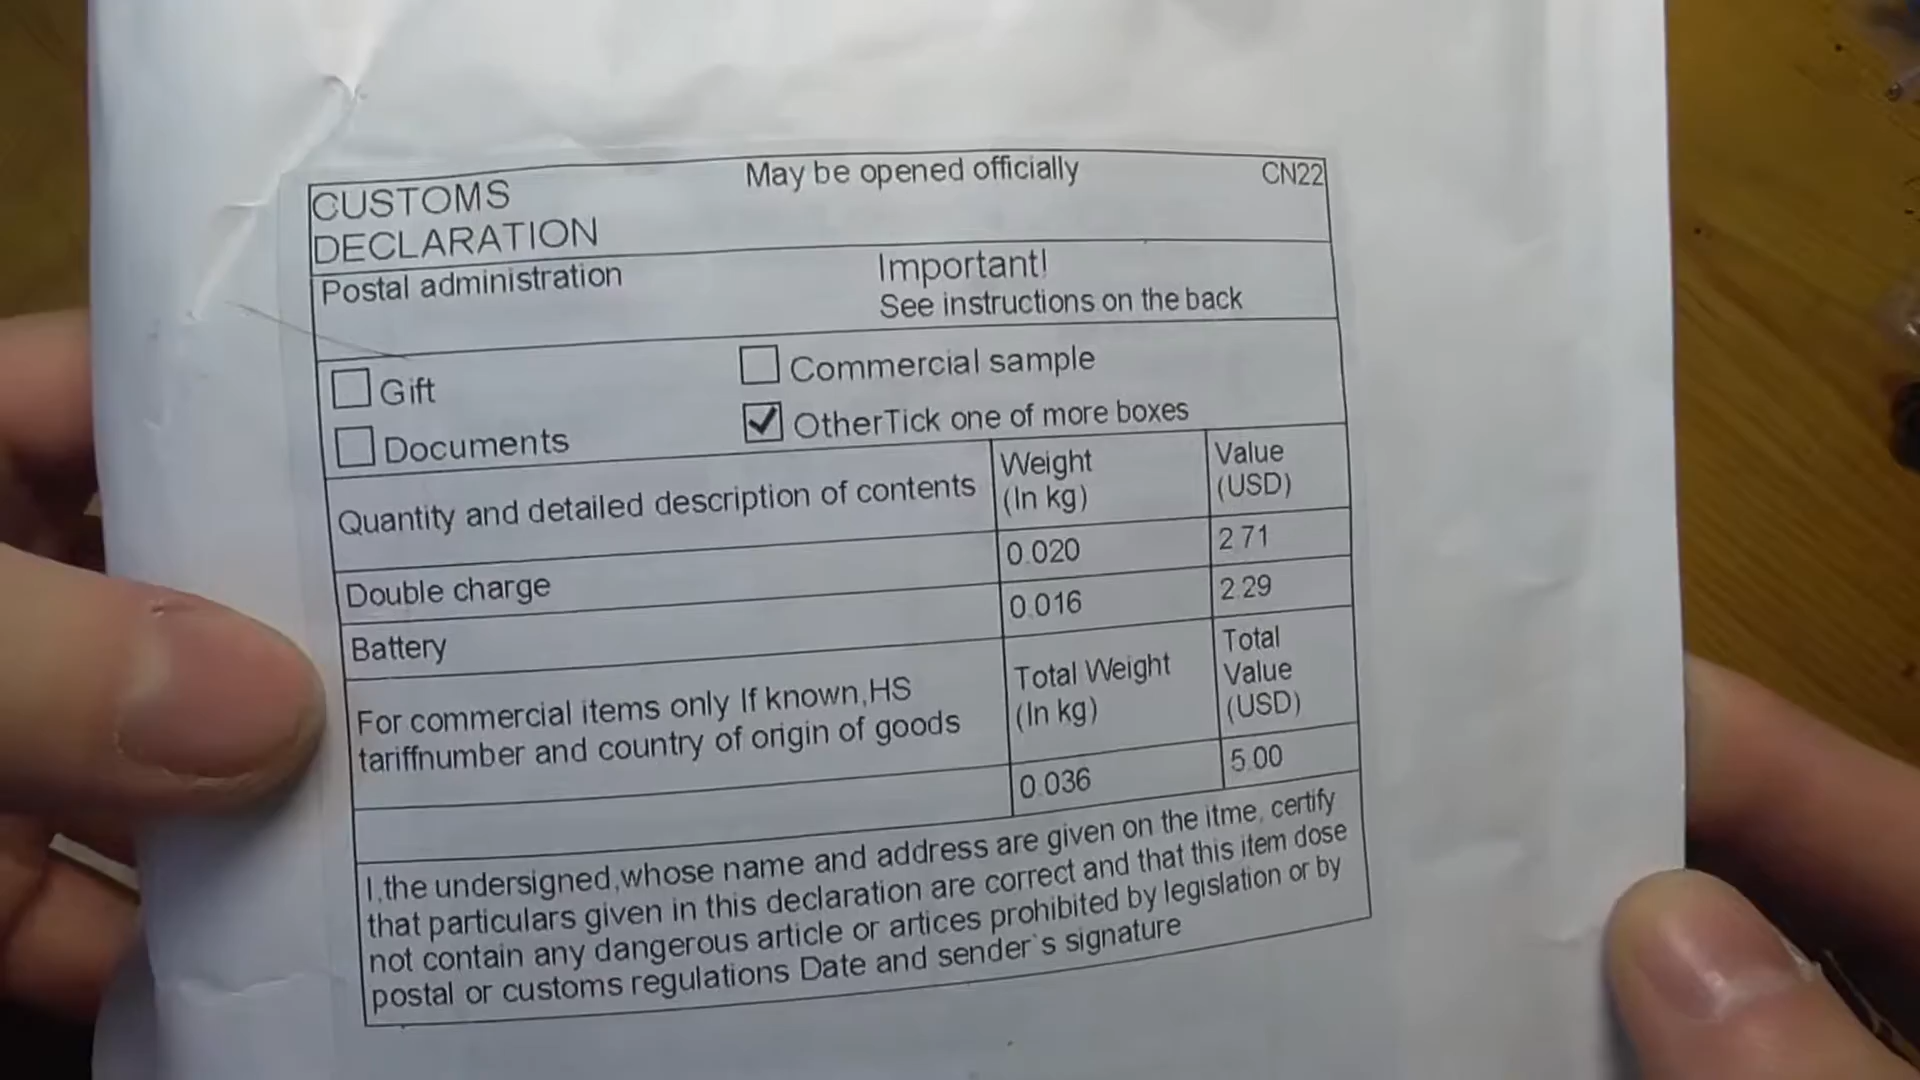 CUSTOMS
DECLARATION
May be opened officially
CN22
Postal administration
Important!
See instructions on the back
Gift
Commercial sample
Documents
OtherTick one of more boxes
Quantity and detailed description of contents
Weight
(In kg)
Value
(USD)
Double charge
0.020
2.71
Battery
0.016
2.29
For commercial items only If known,HS
tariffnumber and country of origin of goods
Total Weight
(In kg)
Total
Value
(USD)
0.036
5.00
I,the undersigned,whose name and address are given on the itme, certify
that particulars given in this declaration are correct and that this item dose
not contain any dangerous article or artices prohibited by legislation or by
postal or customs regulations Date and sender`s signature